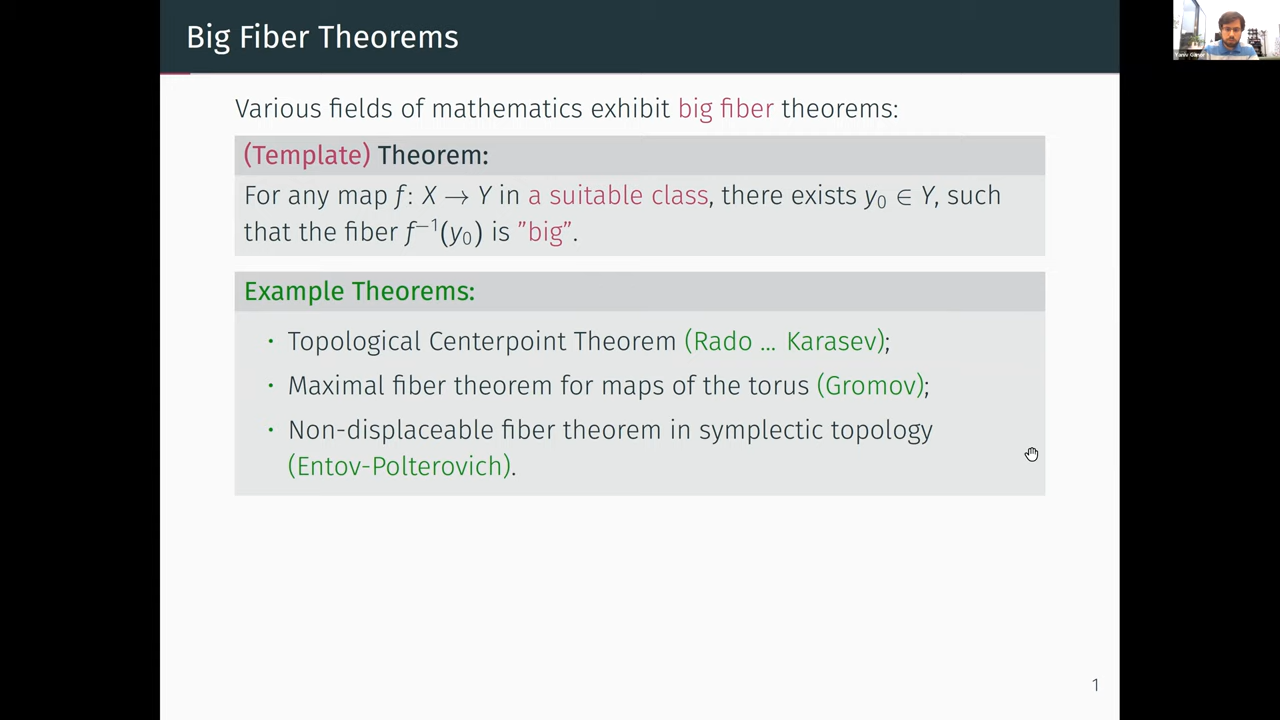 Big Fiber Theorems
Various fields of mathematics exhibit big fiber theorems:
(Template) Theorem:
For any map f: X → Y in a suitable class, there exists y₀ ∈ Y, such
that the fiber f⁻¹(y₀) is ”big”.
Example Theorems:
• Topological Centerpoint Theorem (Rado ... Karasev);
• Maximal fiber theorem for maps of the torus (Gromov);
• Non-displaceable fiber theorem in symplectic topology
(Entov-Polterovich).
1